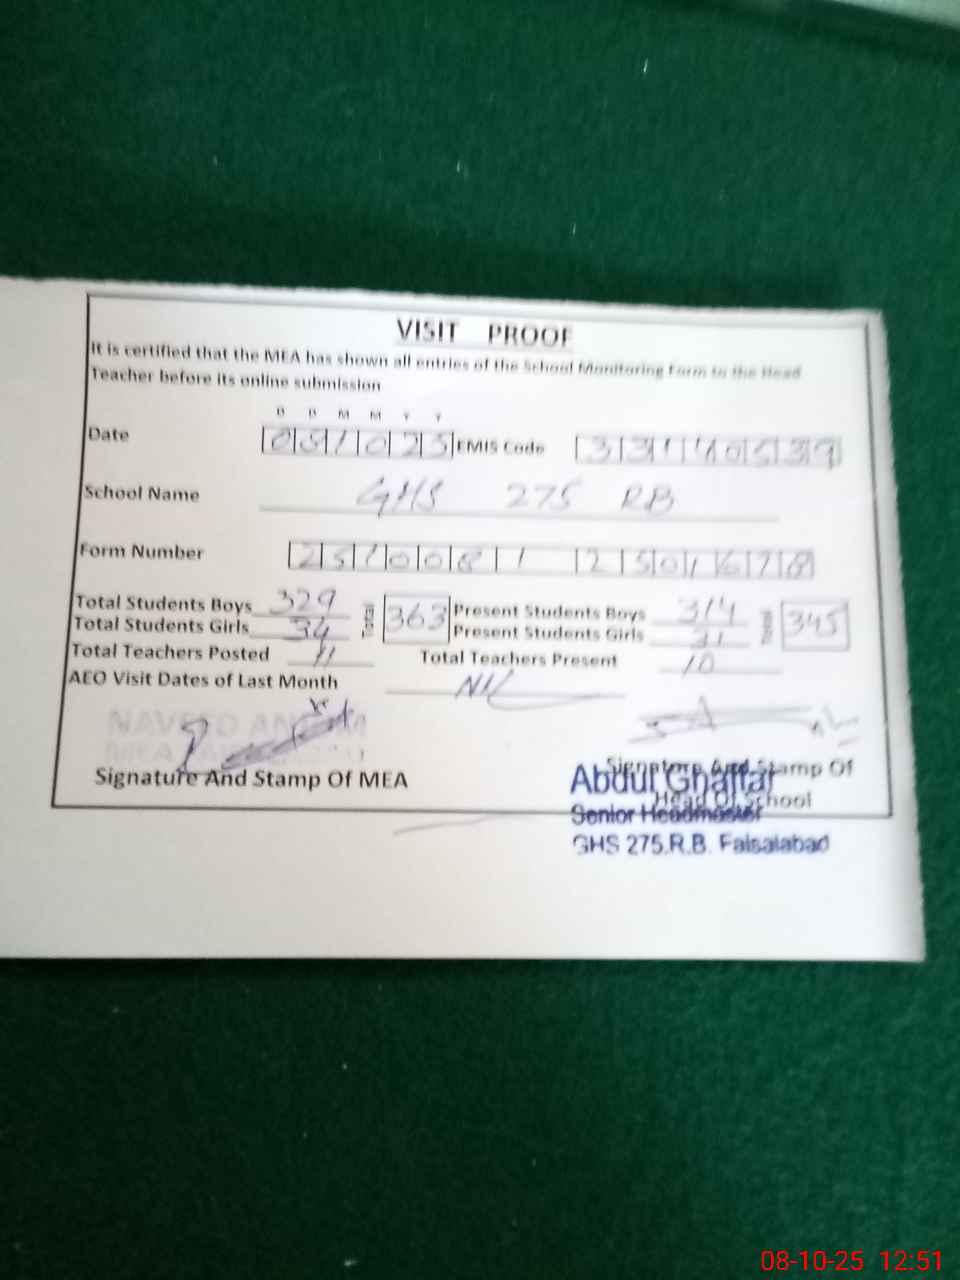 VISIT PROOF
It is certified that the MEA has shown all entries of the School Monitoring Form to the Head
Teacher before its online submission
D D M M Y Y
Date EMIS Code
School Name GHS 275 RB
Form Number
Total Students Boys 329 Total 363 Present Students Boys 314 Total 345
Total Students Girls 34 Present Students Girls 31
Total Teachers Posted 11 Total Teachers Present 10
AEO Visit Dates of Last Month Nil
Signature And Stamp Of MEA
Signature And Stamp Of
Head Of School
Abdul Ghaffar
Senior Headmaster
GHS 275.R.B. Faisalabad
08-10-25 12:51